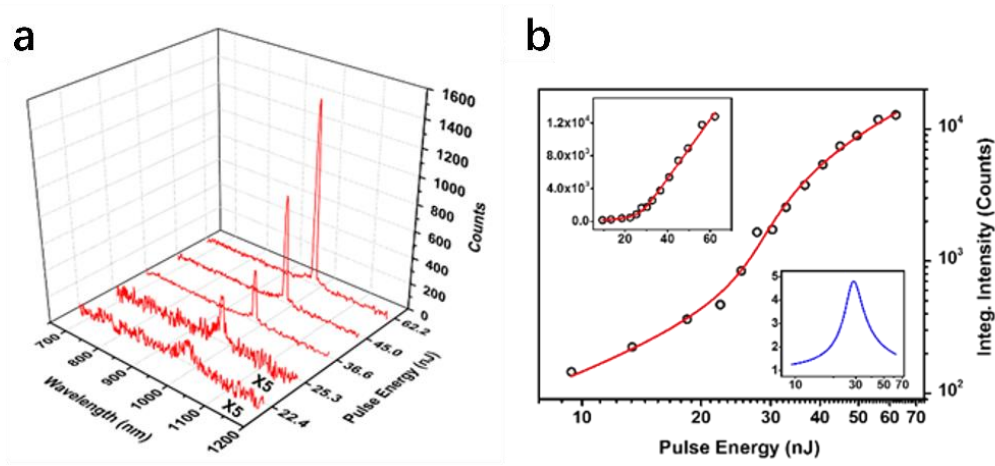 a
1600
1400
1200
1000
800
600
400
200
0
Counts
700
800
900
1000
1100
1200
Wavelength (nm)
X5
X5
22.4
25.3
36.6
45.0
62.2
Pulse Energy (nJ)
b
1.2x10⁴
8.0x10³
4.0x10³
0.0
20 40 60
5
4
3
2
1
10 30 50 70
10⁴
10³
10²
Integ. Intensity (Counts)
10 20 30 40 50 60 70
Pulse Energy (nJ)